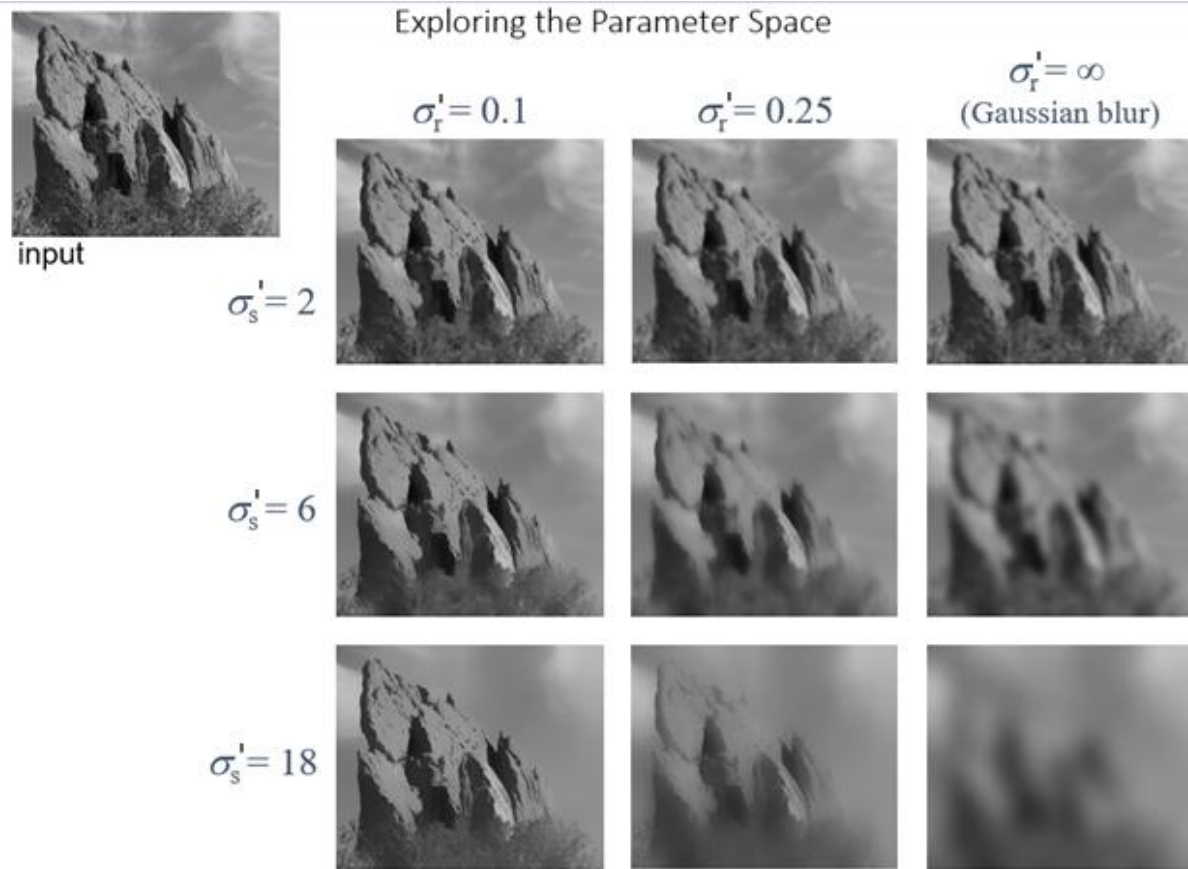 Exploring the Parameter Space
input
σr' = 0.1
σr' = 0.25
σr' = ∞
(Gaussian blur)
σs' = 2
σs' = 6
σs' = 18